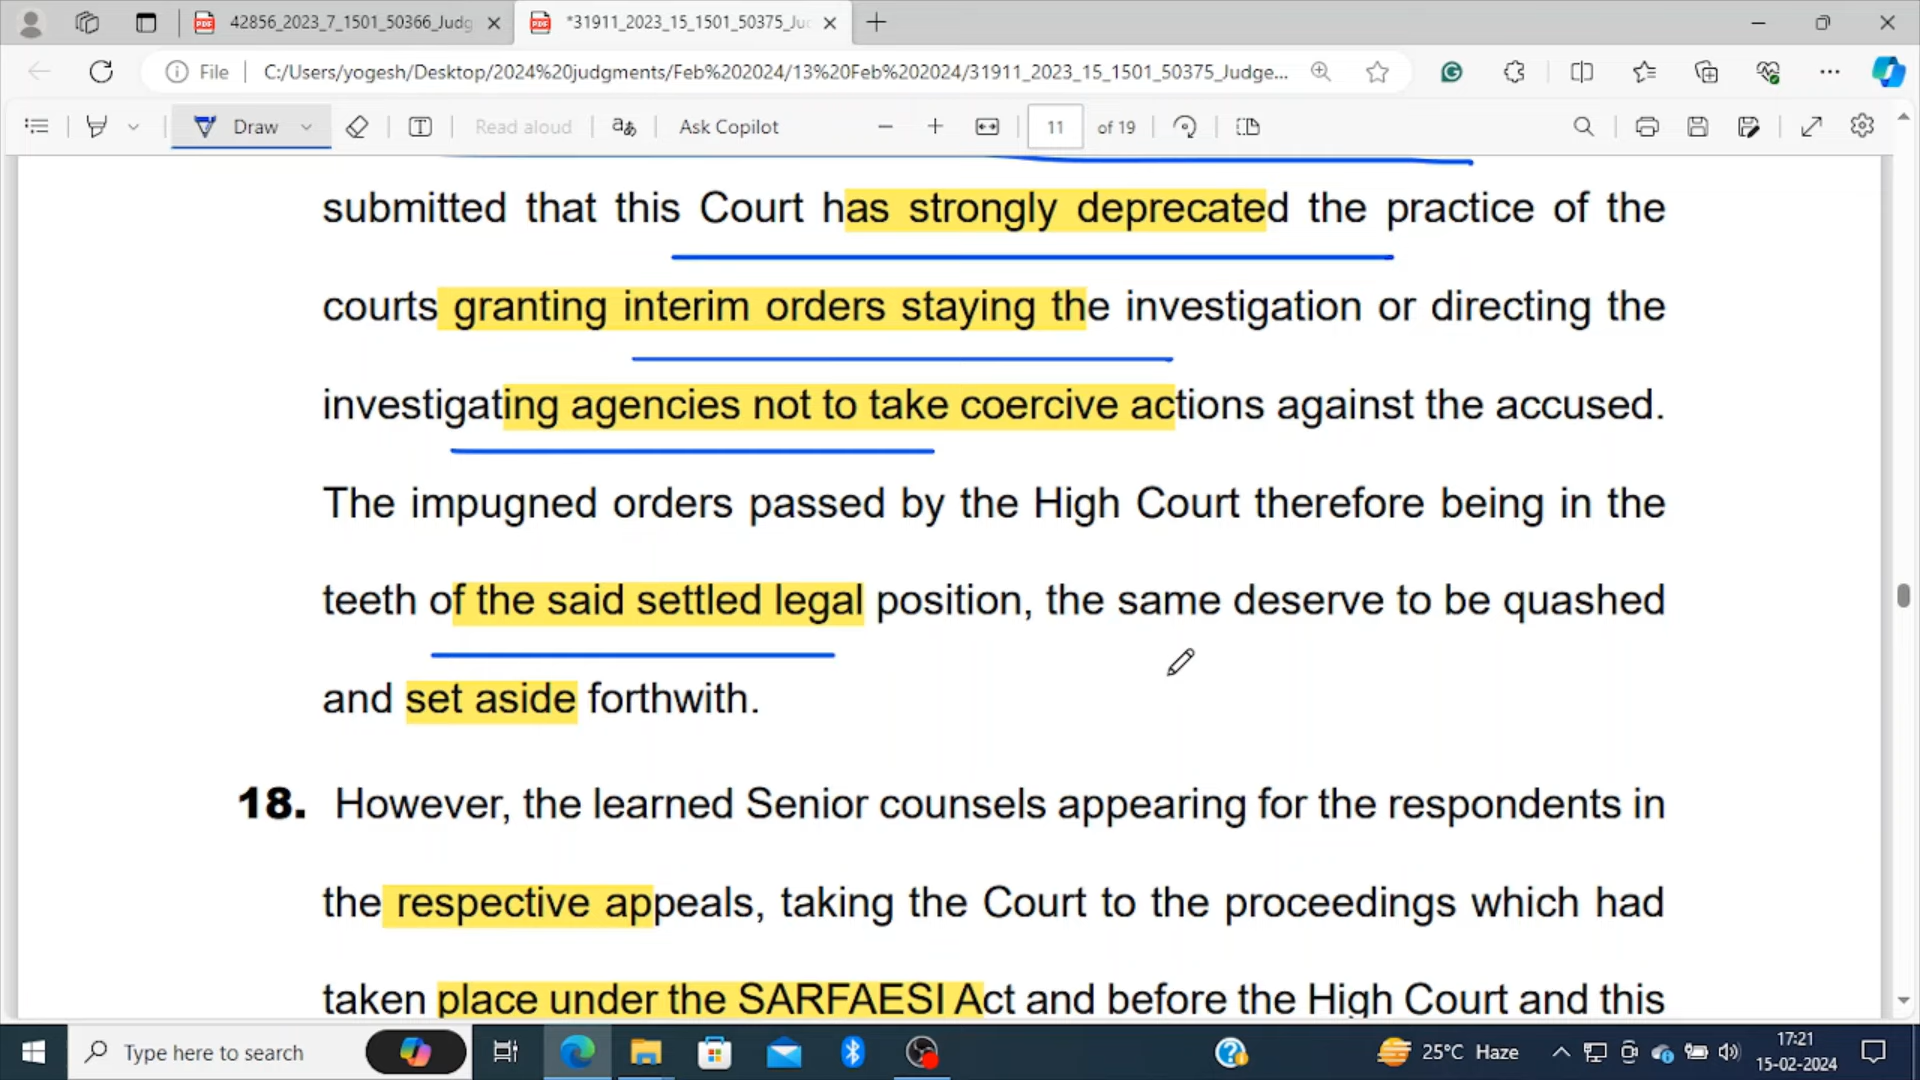 42856_2023_7_1501_50366_Judg
*31911_2023_15_1501_50375_Ju
File
C:/Users/yogesh/Desktop/2024%20judgments/Feb%202024/13%20Feb%202024/31911_2023_15_1501_50375_Judge...
Draw
Read aloud
aあ
Ask Copilot
11 of 19
submitted that this Court has strongly deprecated the practice of the
courts granting interim orders staying the investigation or directing the
investigating agencies not to take coercive actions against the accused.
The impugned orders passed by the High Court therefore being in the
teeth of the said settled legal position, the same deserve to be quashed
and set aside forthwith.
18. However, the learned Senior counsels appearing for the respondents in
the respective appeals, taking the Court to the proceedings which had
taken place under the SARFAESI Act and before the High Court and this
Type here to search
25°C Haze
17:21
15-02-2024